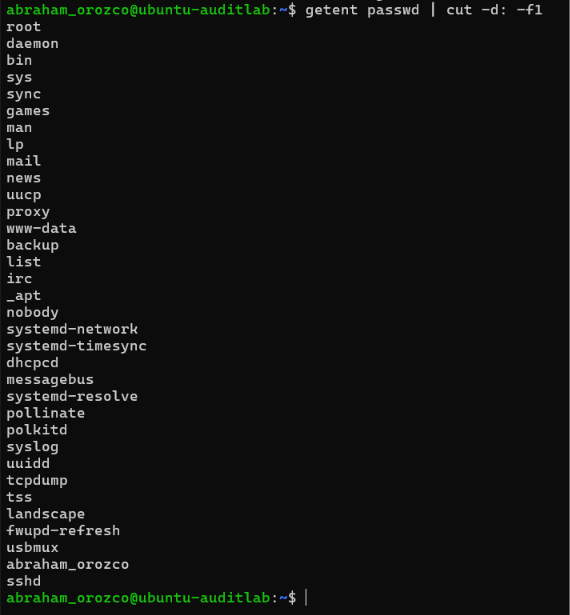 abraham_orozco@ubuntu-auditlab:~$ getent passwd | cut -d: -f1
root
daemon
bin
sys
sync
games
man
lp
mail
news
uucp
proxy
www-data
backup
list
irc
_apt
nobody
systemd-network
systemd-timesync
dhcpcd
messagebus
systemd-resolve
pollinate
polkitd
syslog
uuidd
tcpdump
tss
landscape
fwupd-refresh
usbmux
abraham_orozco
sshd
abraham_orozco@ubuntu-auditlab:~$